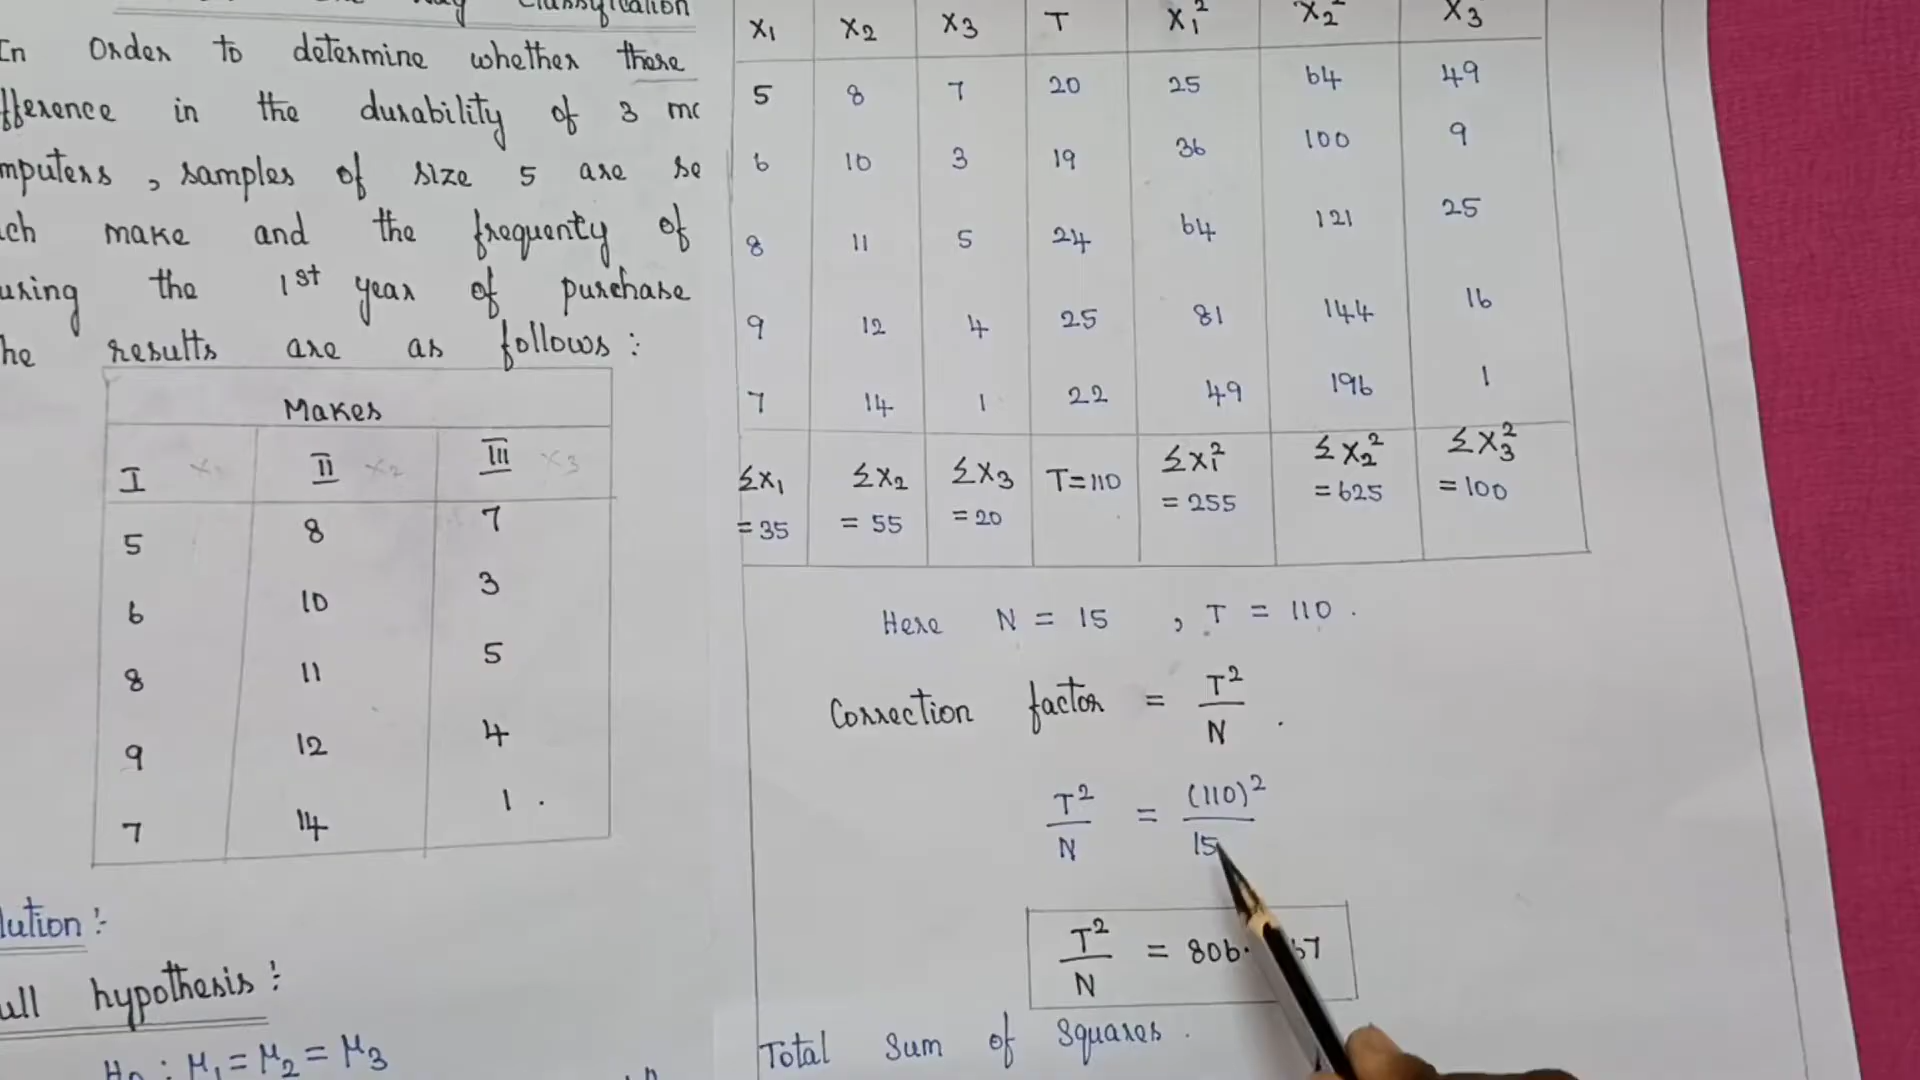 Classification
In Order to determine whether there
fference in the durability of 3
mputers, samples of size 5 are se
ch make and the frequenty of
uring the 1st year of purchase
he results are as follows :
Makes
I X1 II X2 III X3
5 8 7
6 10 3
8 11 5
9 12 4
7 14 1 .
lution :-
ull hypothesis :
H0 : μ1 = μ2 = μ3
X1 X2 X3 T X1² X2² X3²
5 8 7 20 25 64 49
6 10 3 19 36 100 9
8 11 5 24 64 121 25
9 12 4 25 81 144 16
7 14 1 22 49 196 1
ΣX1 = 35 ΣX2 = 55 ΣX3 = 20 T=110 ΣX1² = 255 ΣX2² = 625 ΣX3² = 100
Here N = 15 , T = 110 .
Correction factor = T²/N .
T²/N = (110)²/15
T²/N = 806. 67
Total Sum of Squares .